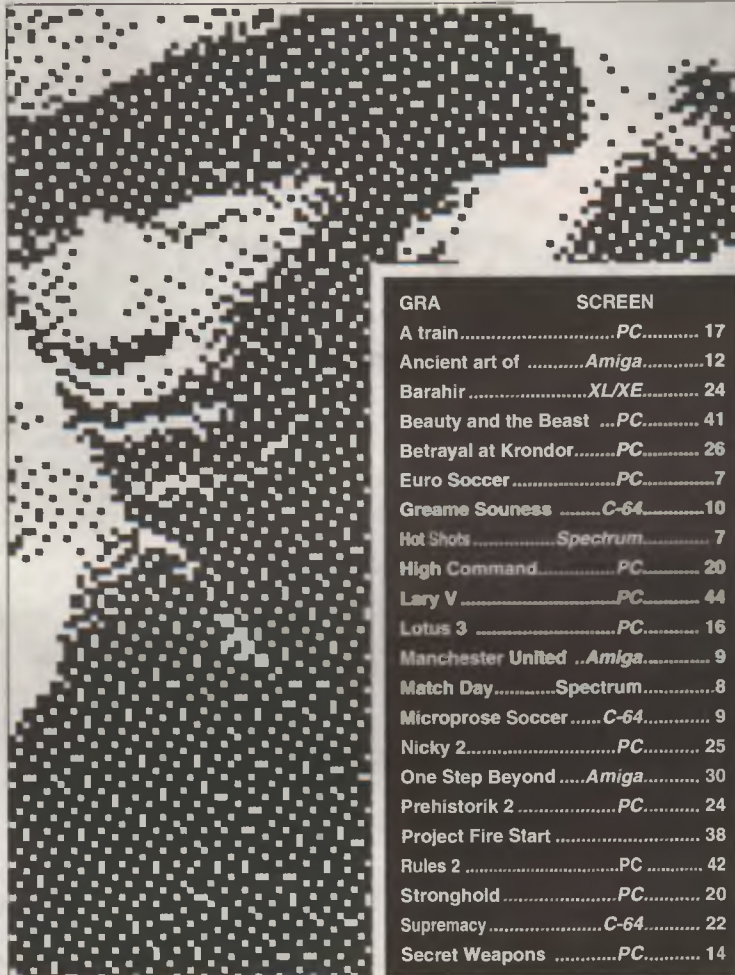 GRA SCREEN
A train............................PC........... 17
Ancient art of ...........Amiga...........12
Barahir .....................XL/XE.......... 24
Beauty and the Beast ...PC........... 41
Betrayal at Krondor.......PC........... 26
Euro Soccer..................PC............7
Greame Souness .......C-64...........10
Hot Shots...............Spectrum.......... 7
High Command.............PC........... 20
Lary V ...........................PC........... 44
Lotus 3 .........................PC........... 16
Manchester United ..Amiga............ 9
Match Day...........Spectrum...........8
Microprose Soccer......C-64............ 9
Nicky 2..........................PC........... 25
One Step Beyond .....Amiga.......... 30
Prehistorik 2 .................PC........... 24
Project Fire Start ........................ 38
Rules 2 ........................PC .......... 42
Stronghold....................PC........... 20
Supremacy...................C-64.......... 22
Secret Weapons ...........PC........... 14